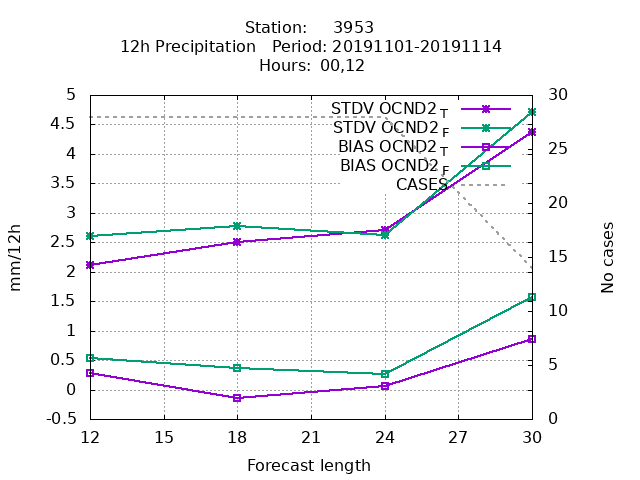 Station: 3953
12h Precipitation Period: 20191101-20191114
Hours: 00,12
5
4.5
4
3.5
3
2.5
2
1.5
1
0.5
0
-0.5
mm/12h
STDV OCND2 T
STDV OCND2 F
BIAS OCND2 T
BIAS OCND2 F
CASES
30
25
20
15
10
5
0
No cases
12 15 18 21 24 27 30
Forecast length